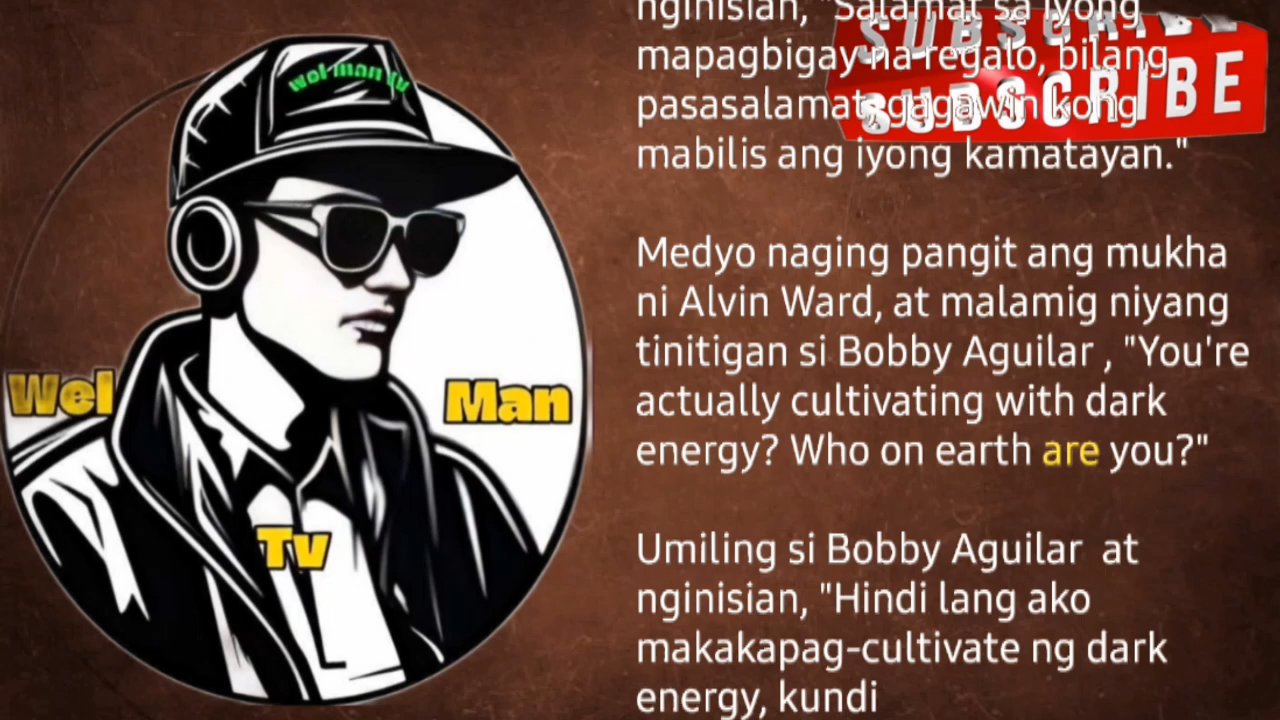 wel man tv
Wel
Man
Tv
SUBSCRIBE
SUBSCRIBE
nginisian, "Salamat sa iyong
mapagbigay na regalo, bilang
pasasalamat, gagawin kong
mabilis ang iyong kamatayan."
Medyo naging pangit ang mukha
ni Alvin Ward, at malamig niyang
tinitigan si Bobby Aguilar , "You're
actually cultivating with dark
energy? Who on earth are you?"
Umiling si Bobby Aguilar  at
nginisian, "Hindi lang ako
makakapag-cultivate ng dark
energy, kundi